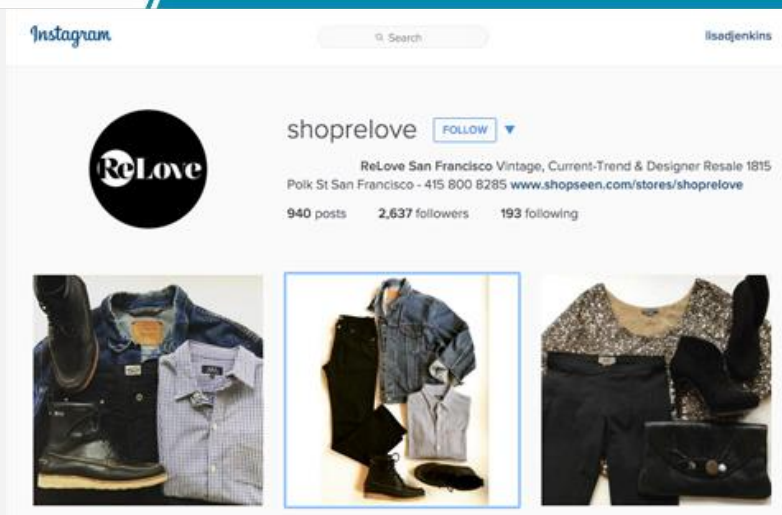 Instagram
Search
lisadjenkins
ReLove
shoprelove FOLLOW
ReLove San Francisco Vintage, Current-Trend & Designer Resale 1815
Polk St San Francisco - 415 800 8285 www.shopseen.com/stores/shoprelove
940 posts 2,637 followers 193 following